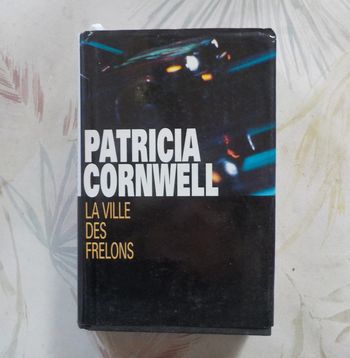 PATRICIA
CORNWELL
LA VILLE
DES
FRELONS